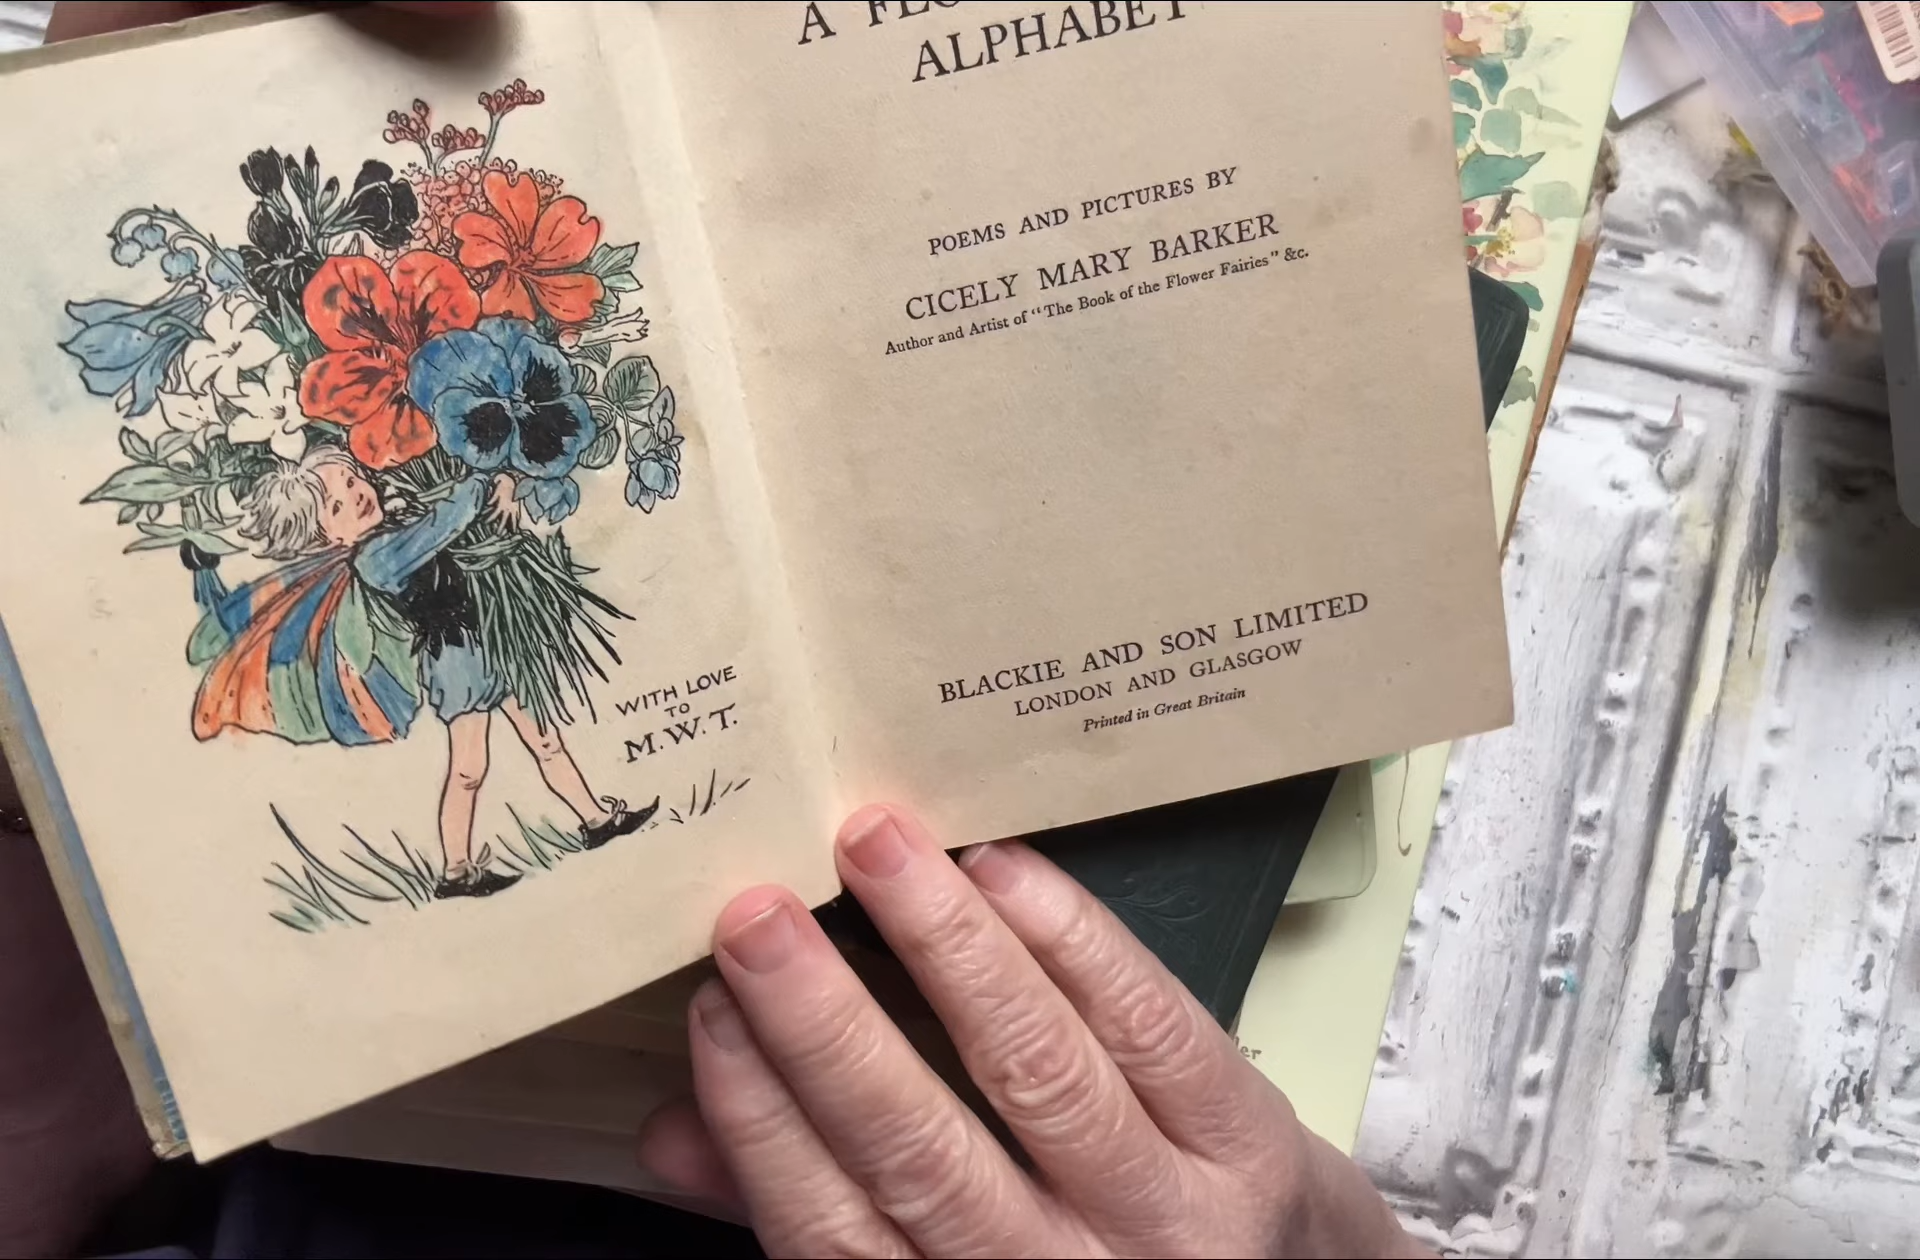 WITH LOVE
TO
M.W.T.
A
ALPHABET
POEMS AND PICTURES BY
CICELY MARY BARKER
Author and Artist of "The Book of the Flower Fairies" &c.
BLACKIE AND SON LIMITED
LONDON AND GLASGOW
Printed in Great Britain